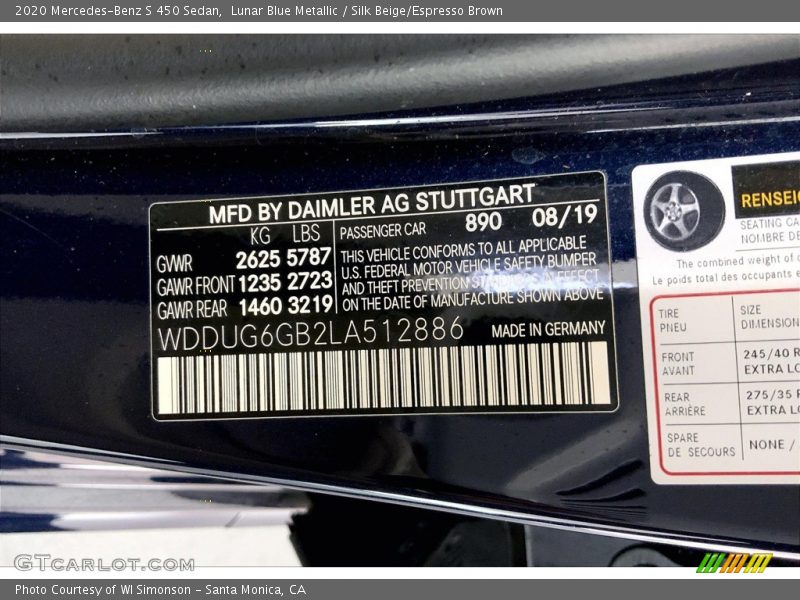 2020 Mercedes-Benz S 450 Sedan, Lunar Blue Metallic / Silk Beige/Espresso Brown
MFD BY DAIMLER AG STUTTGART
KG LBS
GVWR 2625 5787
GAWR FRONT 1235 2723
GAWR REAR 1460 3219
PASSENGER CAR 890 08/19
THIS VEHICLE CONFORMS TO ALL APPLICABLE
U.S. FEDERAL MOTOR VEHICLE SAFETY BUMPER
AND THEFT PREVENTION STANDARDS IN EFFECT
ON THE DATE OF MANUFACTURE SHOWN ABOVE
WDDUG6GB2LA512886 MADE IN GERMANY
RENSEI
SEATING CA
NOMBRE DE
The combined weight of
Le poids total des occupants
TIRE SIZE
PNEU DIMENSION
FRONT 245/40 R
AVANT EXTRA LO
REAR 275/35 R
ARRIÈRE EXTRA LO
SPARE NONE /
DE SECOURS
GTCARLOT.COM
Photo Courtesy of WI Simonson - Santa Monica, CA